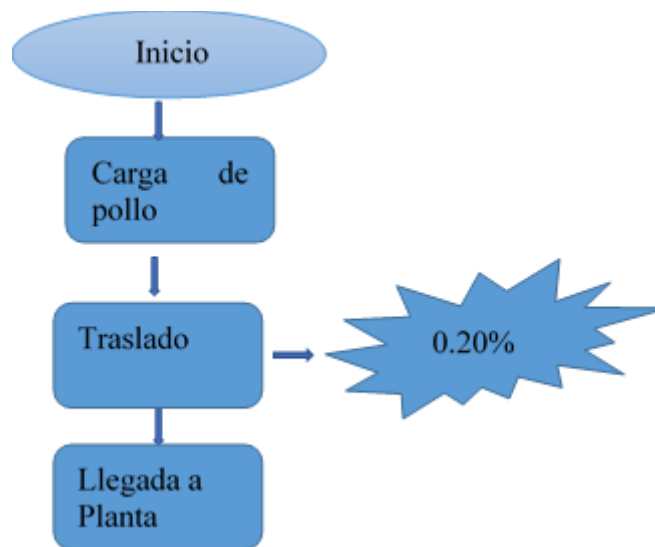 Inicio
Carga de
pollo
Traslado
0.20%
Llegada a
Planta